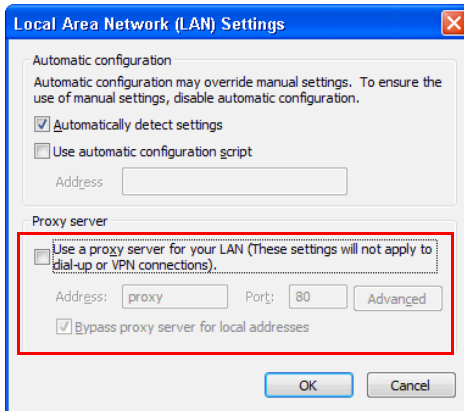 Local Area Network (LAN) Settings
Automatic configuration
Automatic configuration may override manual settings. To ensure the
use of manual settings, disable automatic configuration.
Automatically detect settings
Use automatic configuration script
Address
Proxy server
Use a proxy server for your LAN (These settings will not apply to
dial-up or VPN connections).
Address: proxy Port: 80 Advanced
Bypass proxy server for local addresses
OK Cancel